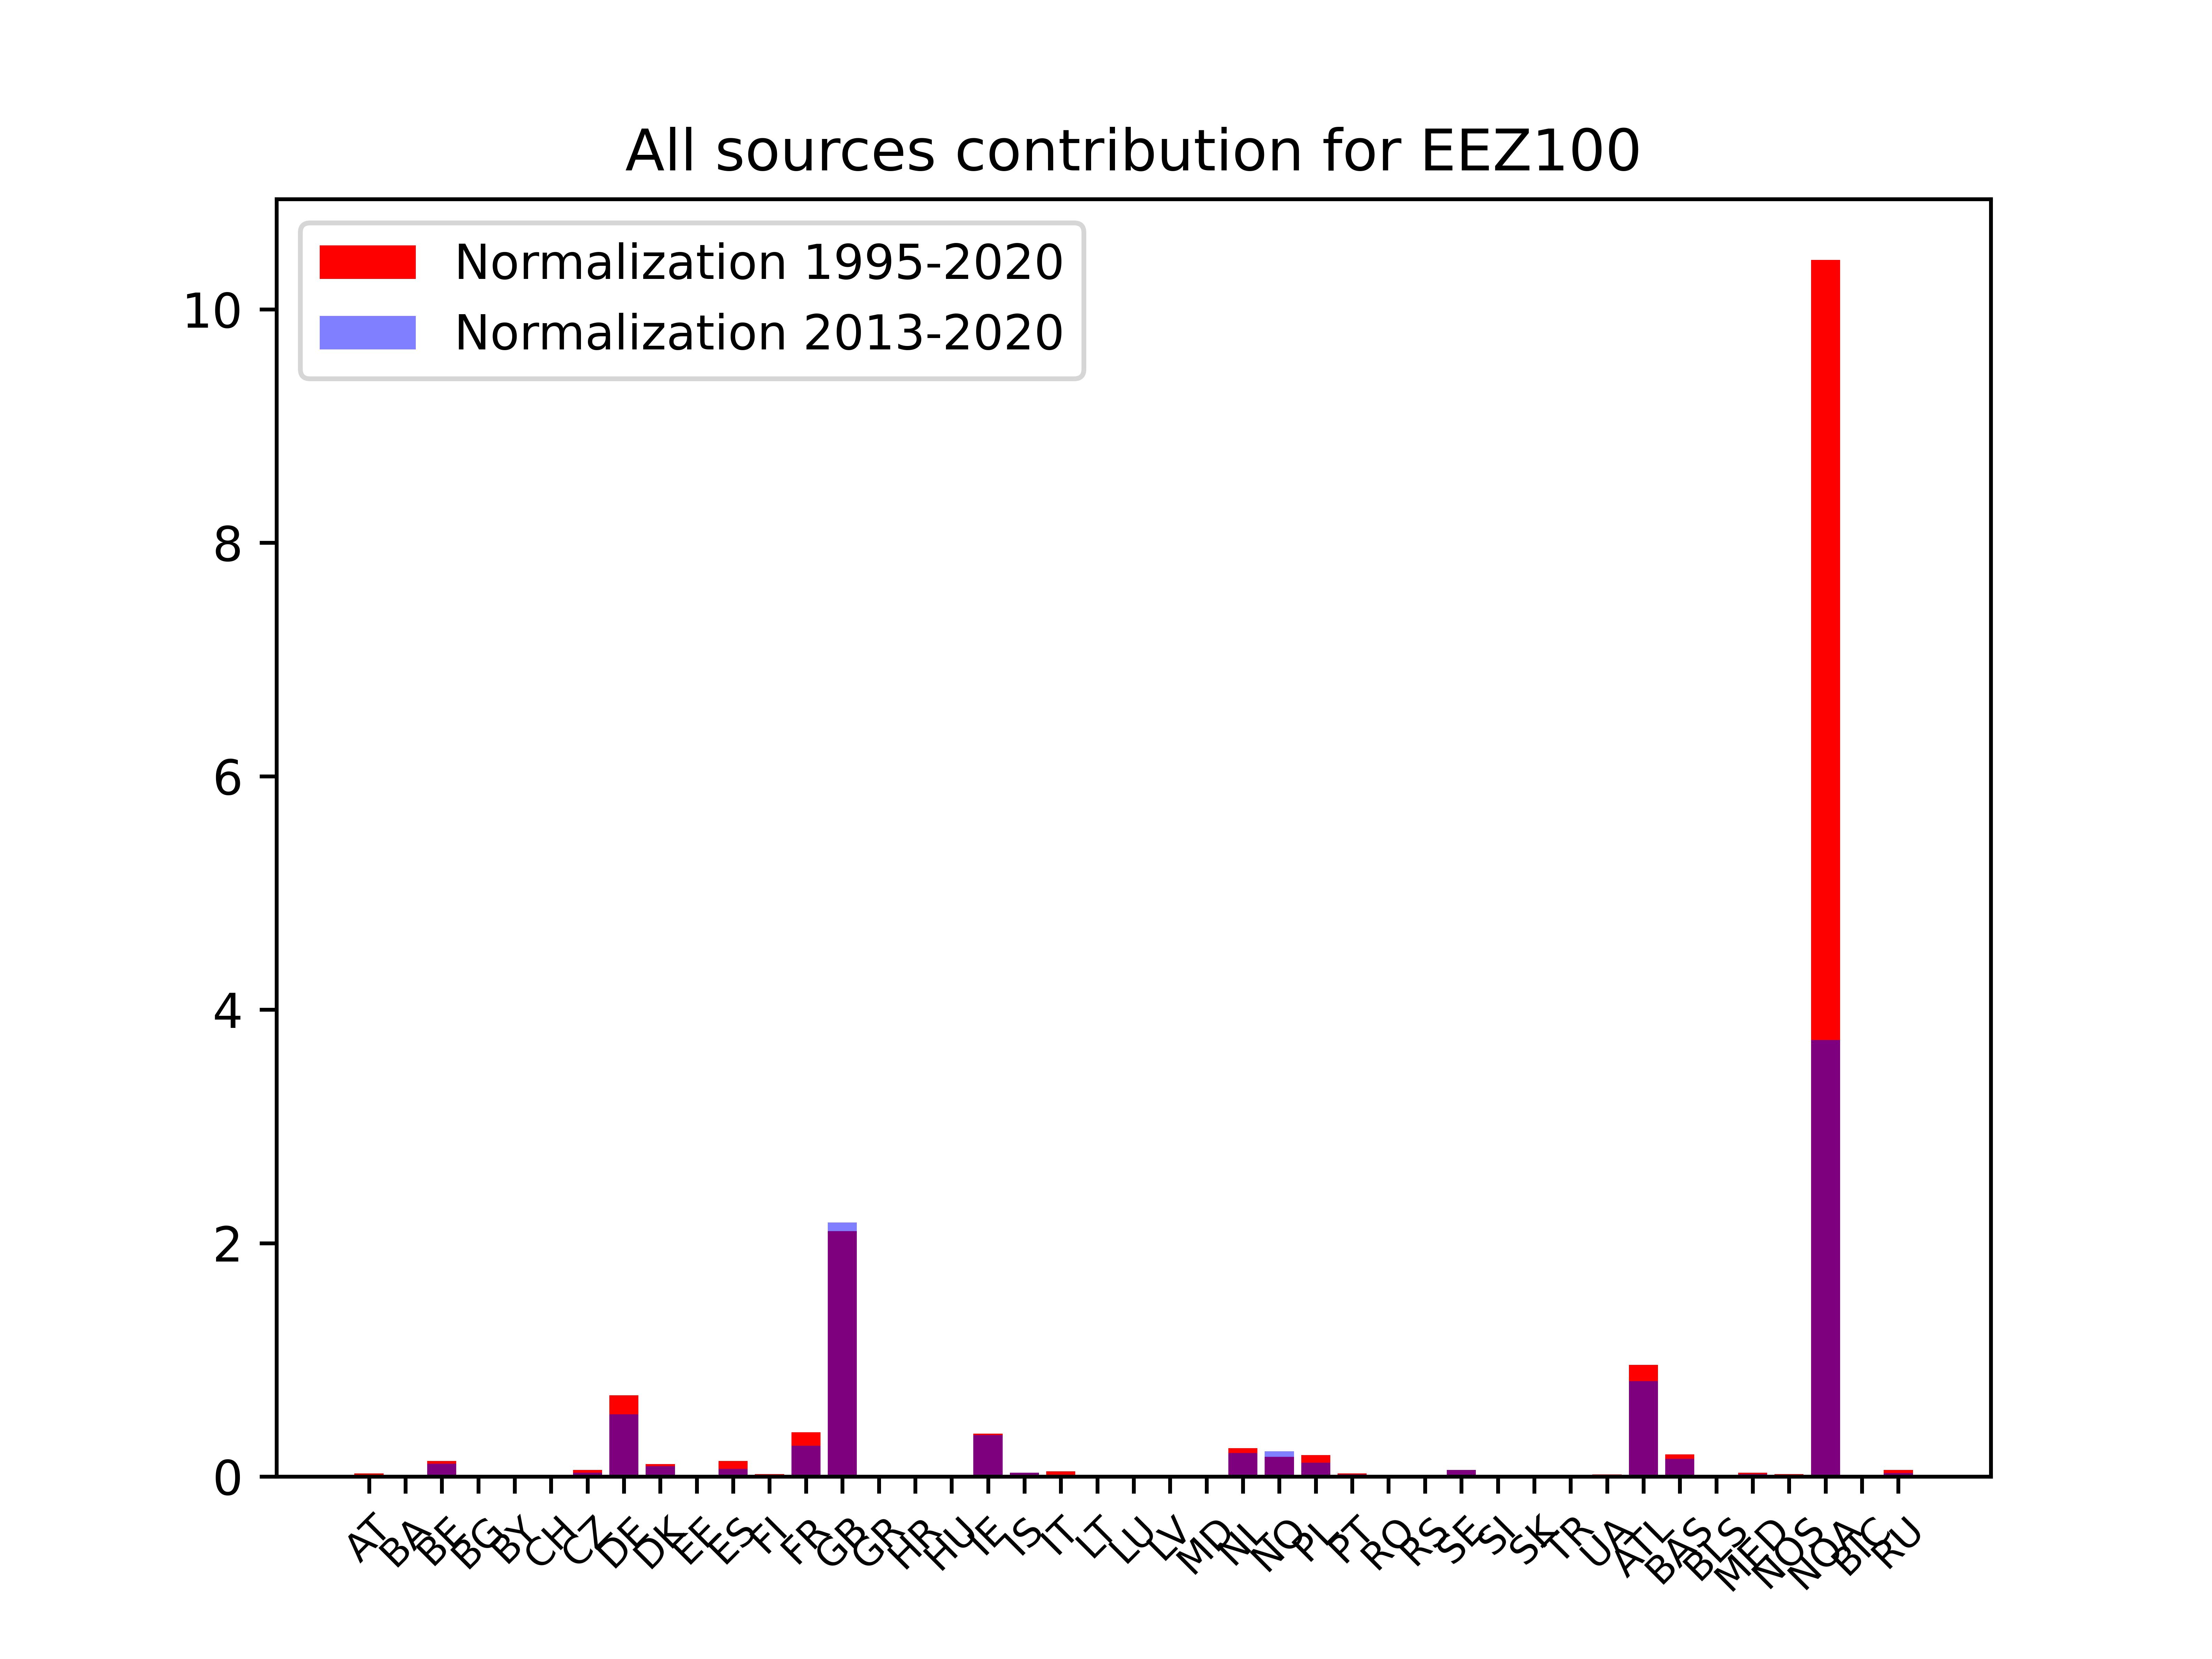 All sources contribution for EEZ100
Normalization 1995-2020
Normalization 2013-2020
10
8
6
4
2
0
AT
BA
BE
BG
BY
CH
CZ
DE
DK
EE
ES
FI
FR
GB
GR
HR
HU
IE
IS
IT
LT
LU
LV
MD
NL
NO
PL
PT
RO
RS
SE
SI
SK
TR
UA
ATL
BAS
BLS
MED
NOS
NOA
BIC
RU